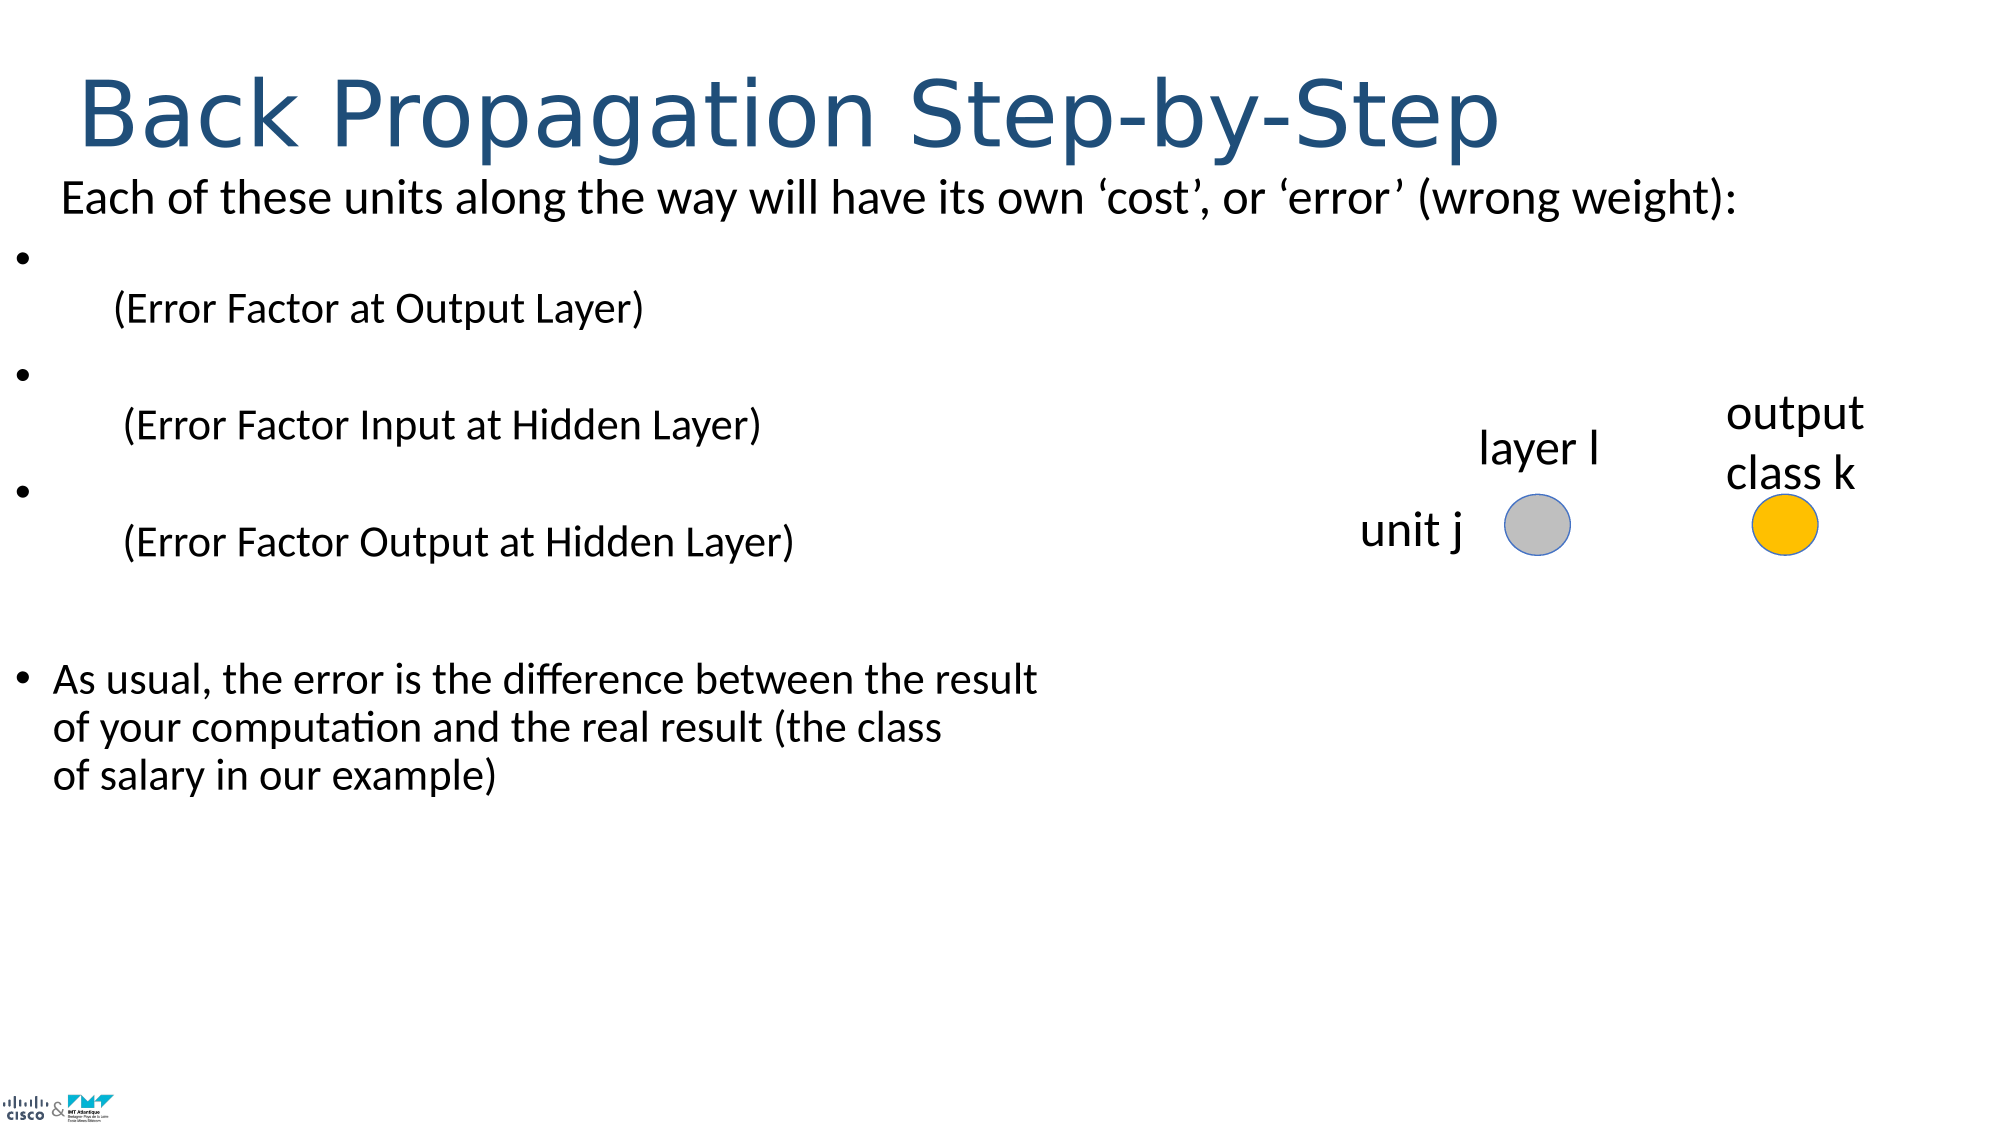 Back Propagation Step-by-Step
Each of these units along the way will have its own ‘cost’, or ‘error’ (wrong weight):
•
(Error Factor at Output Layer)
•
(Error Factor Input at Hidden Layer)
•
(Error Factor Output at Hidden Layer)
• As usual, the error is the difference between the result
of your computation and the real result (the class
of salary in our example)
layer l
output
class k
unit j
CISCO
&
IMT Atlantique